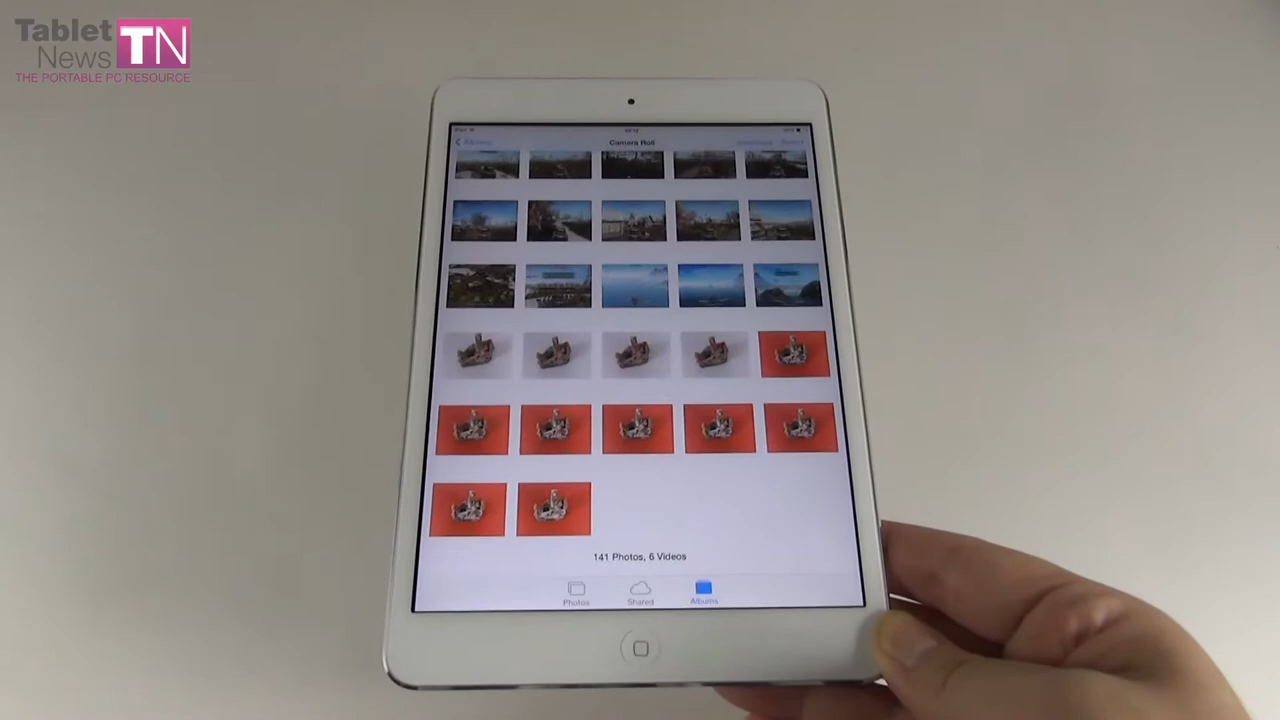 Tablet
News TN
THE PORTABLE PC RESOURCE
Camera Roll
141 Photos, 6 Videos
Photos
Shared
Albums